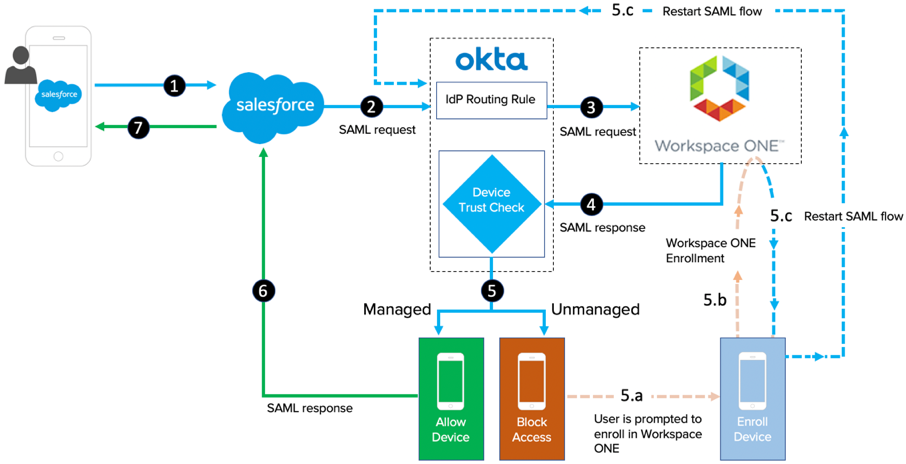 5.c Restart SAML flow
okta
salesforce
1
salesforce
2
SAML request
IdP Routing Rule
3
SAML request
Workspace ONE™
7
Device
Trust Check
4
SAML response
5.c Restart SAML flow
Workspace ONE
Enrollment
6
5
5.b
Managed
Unmanaged
SAML response
Allow
Device
Block
Access
5.a
User is prompted to
enroll in Workspace
ONE
Enroll
Device